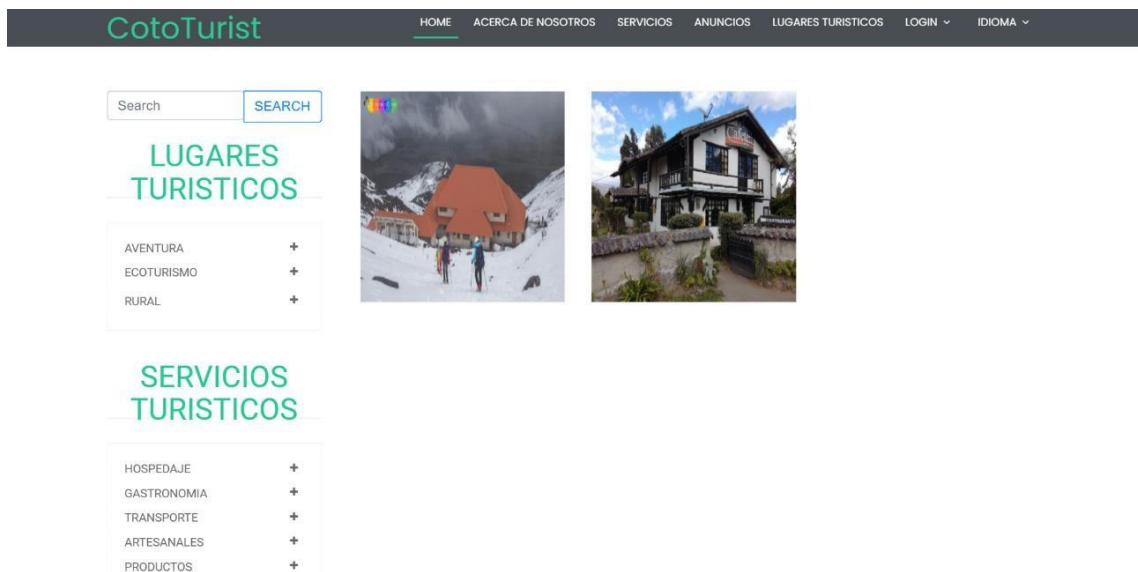 CotoTurist
HOME ACERCA DE NOSOTROS SERVICIOS ANUNCIOS LUGARES TURISTICOS LOGIN IDIOMA
Search SEARCH
LUGARES
TURISTICOS
AVENTURA +
ECOTURISMO +
RURAL +
SERVICIOS
TURISTICOS
HOSPEDAJE +
GASTRONOMIA +
TRANSPORTE +
ARTESANALES +
PRODUCTOS +